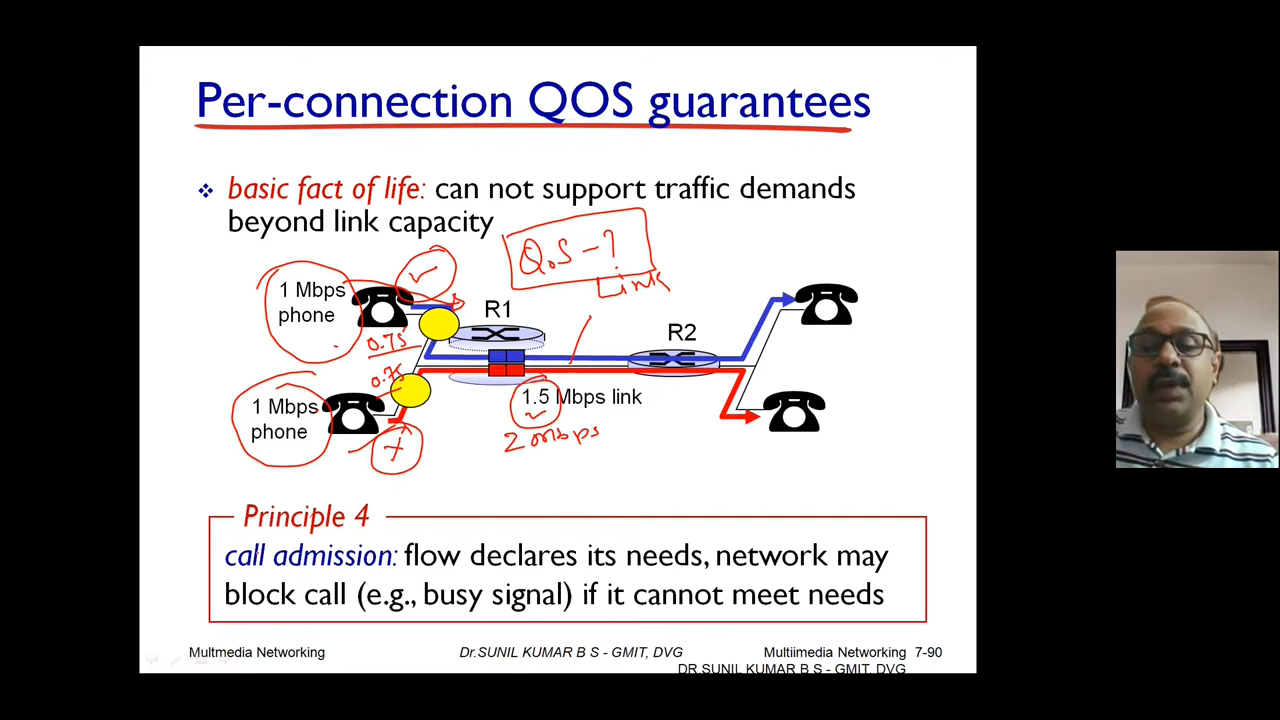 Per-connection QOS guarantees
❖ basic fact of life: can not support traffic demands
beyond link capacity
QoS - ?
Link
1 Mbps
phone
R1
R2
0.75
0.75
1 Mbps
phone
1.5 Mbps link
2 mbps
Principle 4
call admission: flow declares its needs, network may
block call (e.g., busy signal) if it cannot meet needs
Multmedia Networking
Dr.SUNIL KUMAR B S - GMIT, DVG
Multiimedia Networking 7-90
DR.SUNIL KUMAR B S - GMIT, DVG